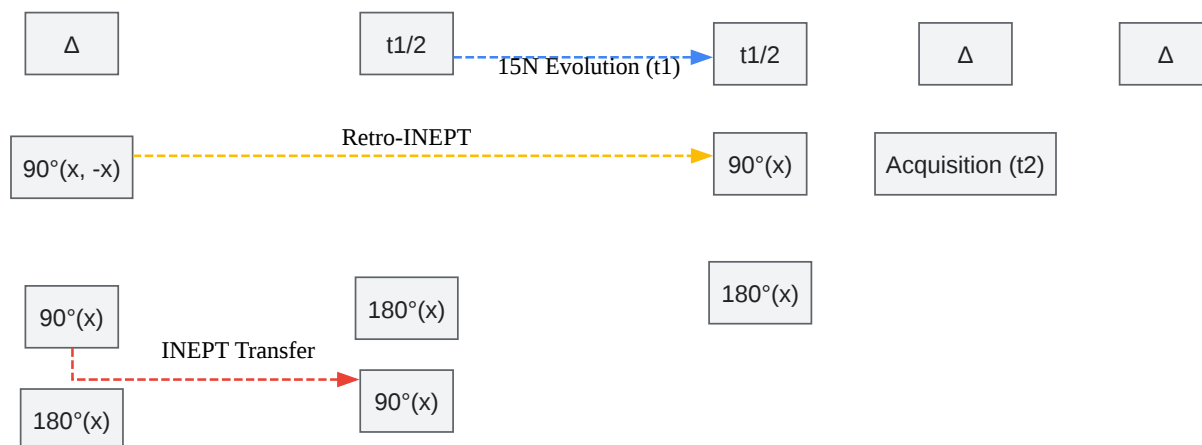 Δ
t1/2
15N Evolution (t1)
t1/2
Δ
Δ
90°(x, -x)
Retro-INEPT
90°(x)
Acquisition (t2)
90°(x)
180°(x)
180°(x)
INEPT Transfer
180°(x)
90°(x)